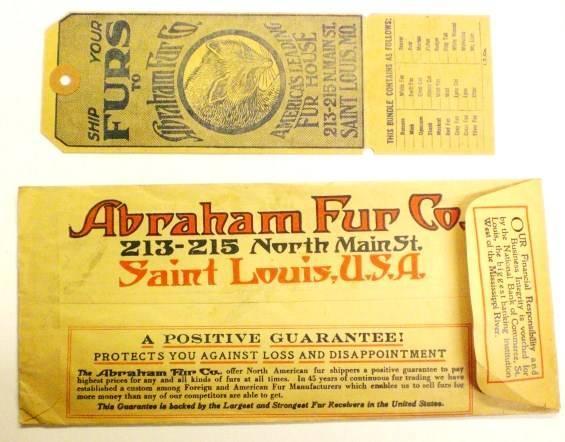 SHIP YOUR
FURS
TO
Abraham Fur Co.
AMERICA'S LEADING
FUR HOUSE
213-215 N. MAIN ST.
SAINT LOUIS, MO.
THIS BUNDLE CONTAINS AS FOLLOWS:
Abraham Fur Co.
213-215 North Main St.
Saint Louis, U.S.A.
OUR Financial Responsibility and
Business Integrity is vouched for
by the National Bank of Commerce, St.
Louis, the biggest banking institution
West of the Mississippi River.
A POSITIVE GUARANTEE!
PROTECTS YOU AGAINST LOSS AND DISAPPOINTMENT
The Abraham Fur Co. offer North American fur shippers a positive guarantee to pay
highest prices for any and all kinds of furs at all times. In 45 years of continuous fur trading we have
established a custom among Foreign and American Fur Manufacturers which enables us to sell furs for
more money than any of our competitors are able to get.
This Guarantee is backed by the Largest and Strongest Fur Receivers in the United States.